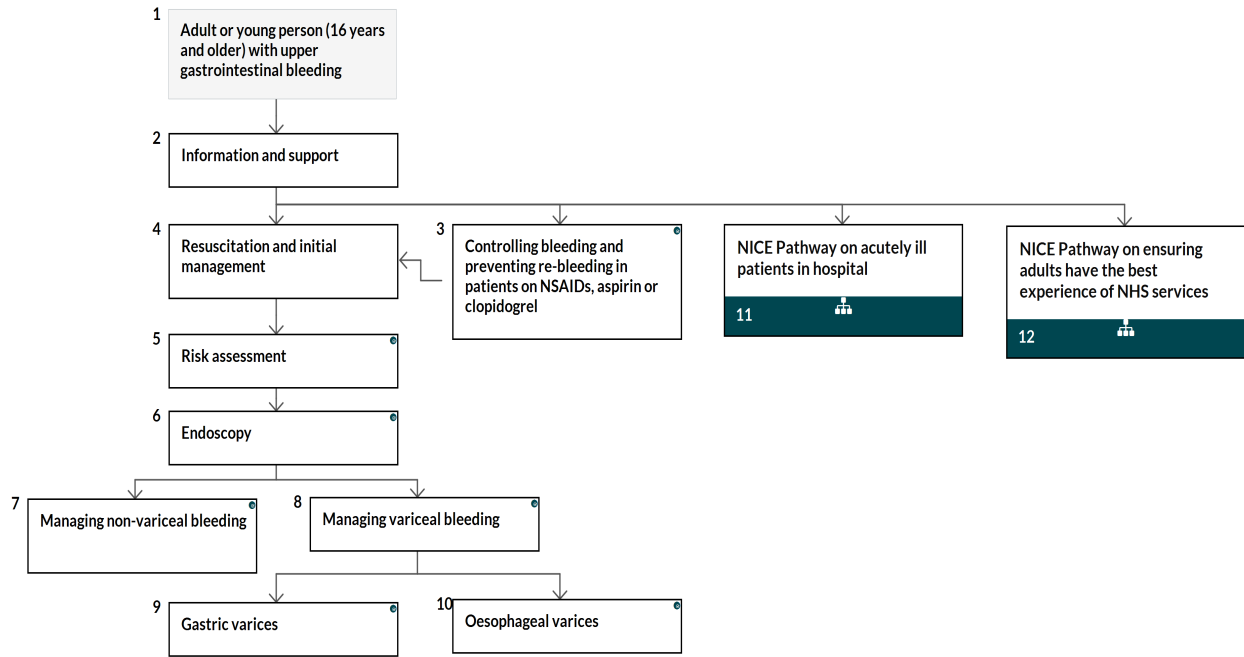 1
Adult or young person (16 years
and older) with upper
gastrointestinal bleeding
2
Information and support
4
Resuscitation and initial
management
3
Controlling bleeding and
preventing re-bleeding in
patients on NSAIDs, aspirin or
clopidogrel
NICE Pathway on acutely ill
patients in hospital
11
NICE Pathway on ensuring
adults have the best
experience of NHS services
12
5
Risk assessment
6
Endoscopy
7
Managing non-variceal bleeding
8
Managing variceal bleeding
9
Gastric varices
10
Oesophageal varices